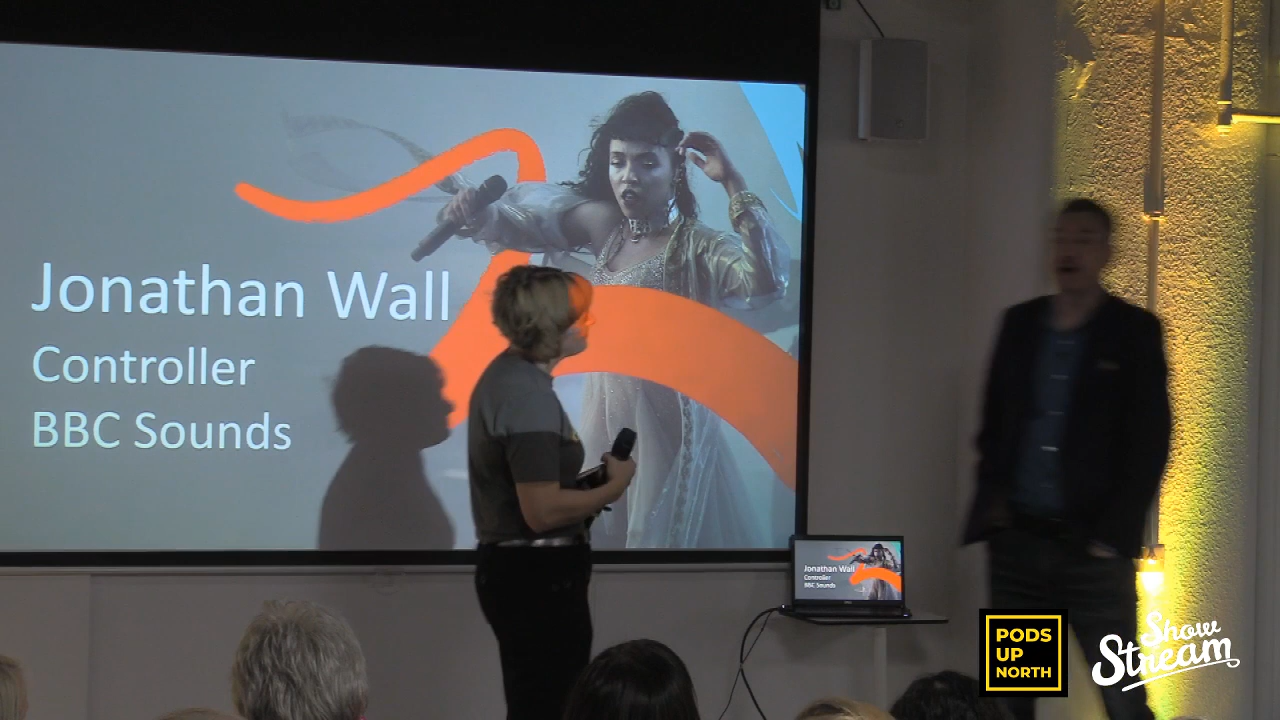 Jonathan Wall
Controller
BBC Sounds
Jonathan Wall
Controller
BBC Sounds
PODS
UP
NORTH
Show
Stream